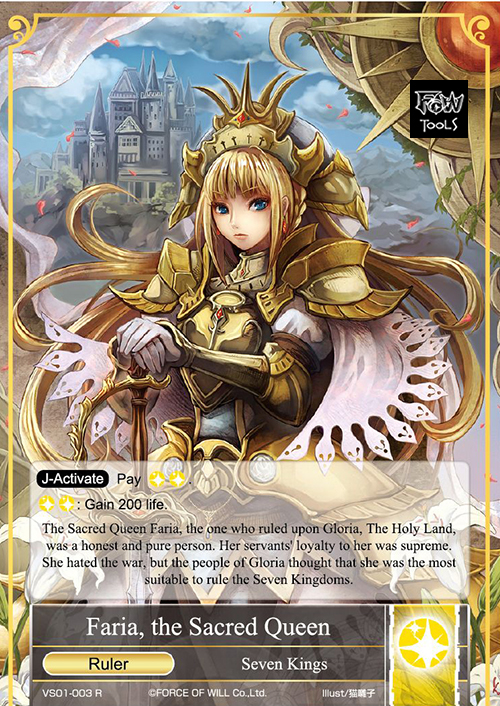 FOW
TOOLS
J-Activate Pay .
: Gain 200 life.
The Sacred Queen Faria, the one who ruled upon Gloria, The Holy Land,
was a honest and pure person. Her servants' loyalty to her was supreme.
She hated the war, but the people of Gloria thought that she was the most
suitable to rule the Seven Kingdoms.
Faria, the Sacred Queen
Ruler Seven Kings
VS01-003 R ©FORCE OF WILL Co.,Ltd. Illust/猫囃子